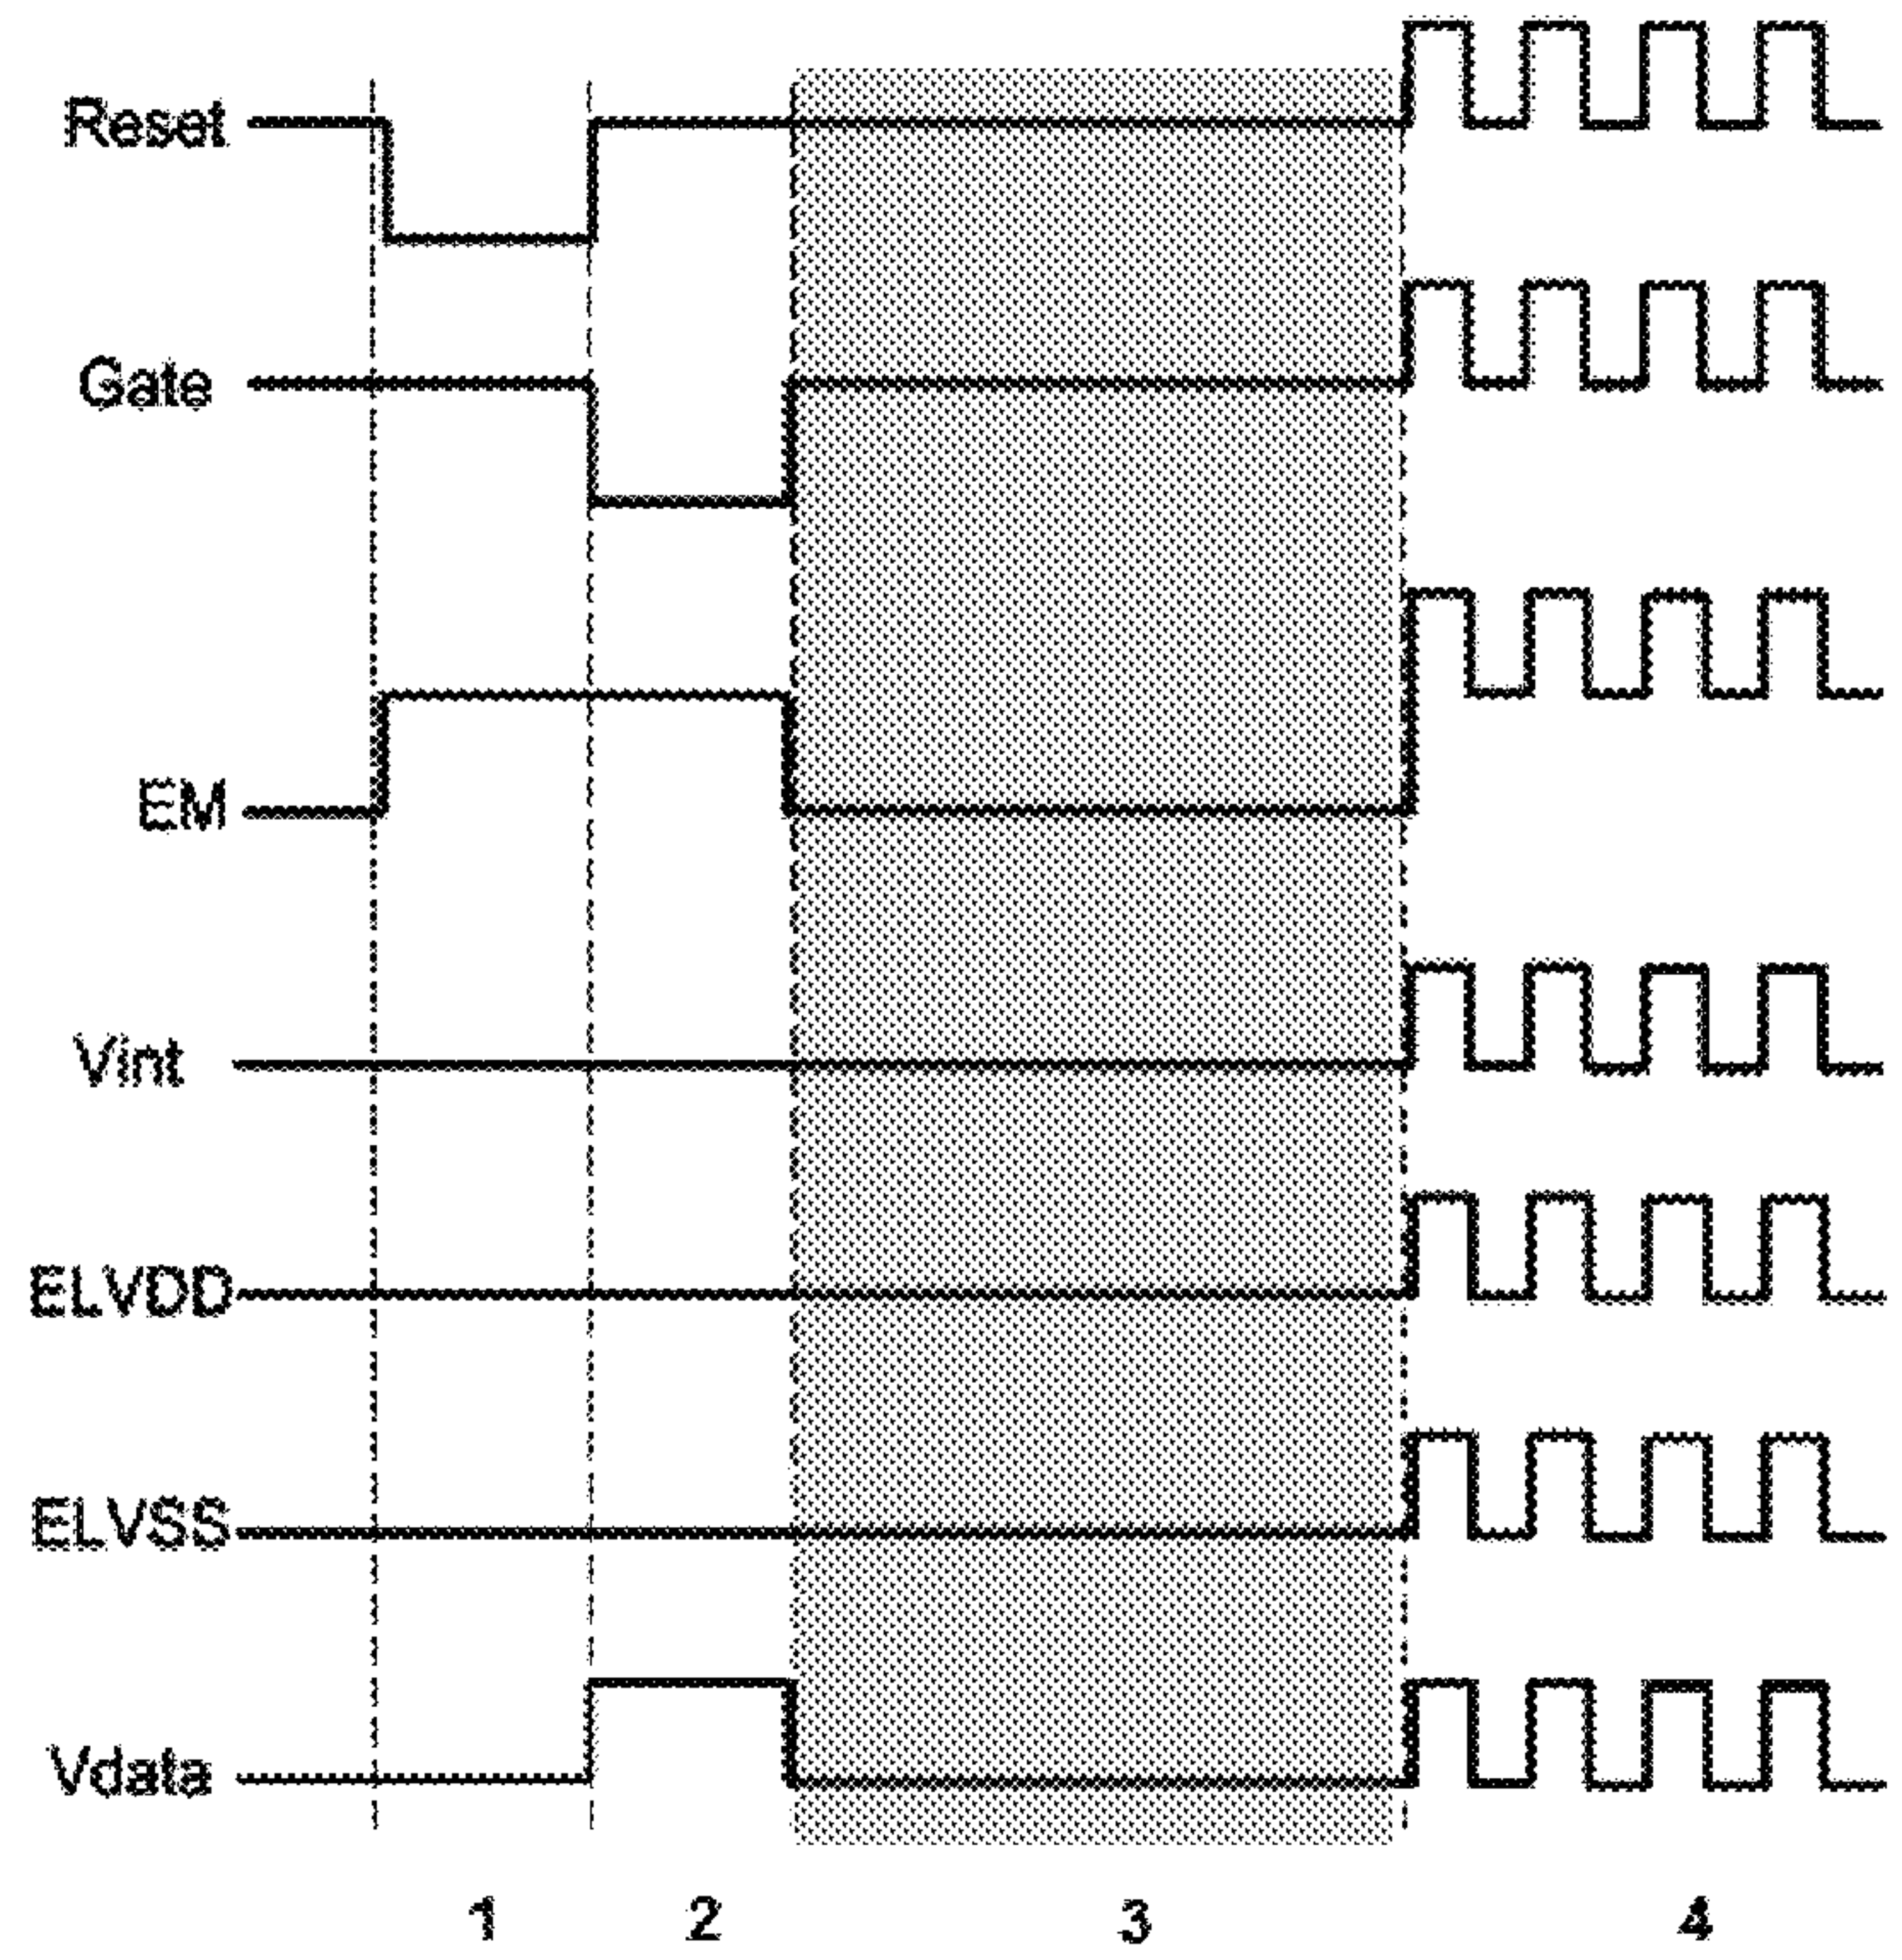 Reset
Gate
EM
Vint
ELVDD
ELVSS
Vdata
1 2 3 4